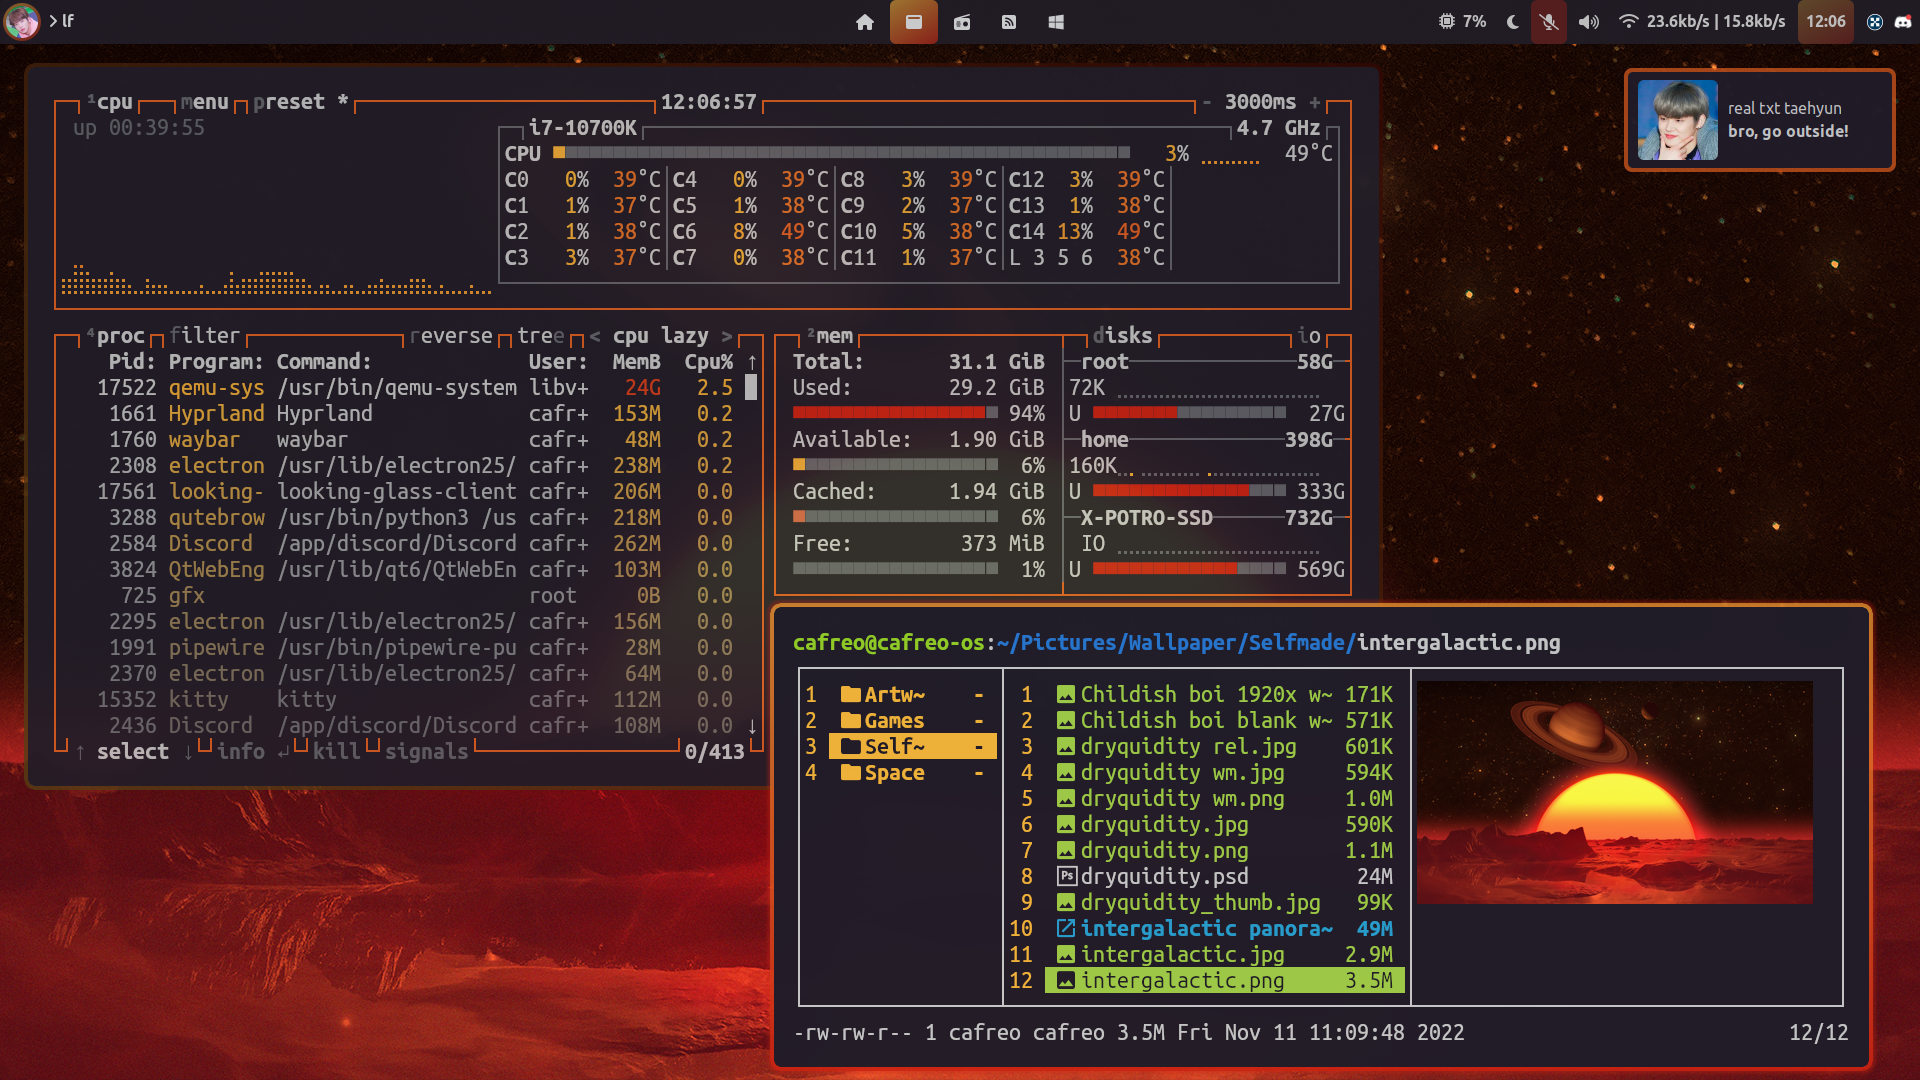 lf
7%
23.6kb/s | 15.8kb/s
12:06
real txt taehyun
bro, go outside!
¹cpu menu preset * 12:06:57 - 3000ms +
up 00:39:55
i7-10700K 4.7 GHz
CPU 3% 49°C
C0 0% 39°C C4 0% 39°C C8 3% 39°C C12 3% 39°C
C1 1% 37°C C5 1% 38°C C9 2% 37°C C13 1% 38°C
C2 1% 38°C C6 8% 49°C C10 5% 38°C C14 13% 49°C
C3 3% 37°C C7 0% 38°C C11 1% 37°C L 3 5 6 38°C
⁴proc filter reverse tree < cpu lazy >
Pid: Program: Command: User: MemB Cpu% ↑
17522 qemu-sys /usr/bin/qemu-system libv+ 24G 2.5
1661 Hyprland Hyprland cafr+ 153M 0.2
1760 waybar waybar cafr+ 48M 0.2
2308 electron /usr/lib/electron25/ cafr+ 238M 0.2
17561 looking- looking-glass-client cafr+ 206M 0.0
3288 qutebrow /usr/bin/python3 /us cafr+ 218M 0.0
2584 Discord /app/discord/Discord cafr+ 262M 0.0
3824 QtWebEng /usr/lib/qt6/QtWebEn cafr+ 103M 0.0
725 gfx root 0B 0.0
2295 electron /usr/lib/electron25/ cafr+ 156M 0.0
1991 pipewire /usr/bin/pipewire-pu cafr+ 28M 0.0
2370 electron /usr/lib/electron25/ cafr+ 64M 0.0
15352 kitty kitty cafr+ 112M 0.0
2436 Discord /app/discord/Discord cafr+ 108M 0.0 ↓
↑ select ↓ info ↲ kill signals 0/413
²mem
Total: 31.1 GiB
Used: 29.2 GiB
94%
Available: 1.90 GiB
6%
Cached: 1.94 GiB
6%
Free: 373 MiB
1%
disks io
root 58G
72K
U 27G
home 398G
160K
U 333G
X-POTRO-SSD 732G
IO
U 569G
cafreo@cafreo-os:~/Pictures/Wallpaper/Selfmade/intergalactic.png
1 Artw~ -
2 Games -
3 Self~ -
4 Space -
1 Childish boi 1920x w~ 171K
2 Childish boi blank w~ 571K
3 dryquidity rel.jpg 601K
4 dryquidity wm.jpg 594K
5 dryquidity wm.png 1.0M
6 dryquidity.jpg 590K
7 dryquidity.png 1.1M
8 Ps dryquidity.psd 24M
9 dryquidity_thumb.jpg 99K
10 intergalactic panora~ 49M
11 intergalactic.jpg 2.9M
12 intergalactic.png 3.5M
-rw-rw-r-- 1 cafreo cafreo 3.5M Fri Nov 11 11:09:48 2022 12/12